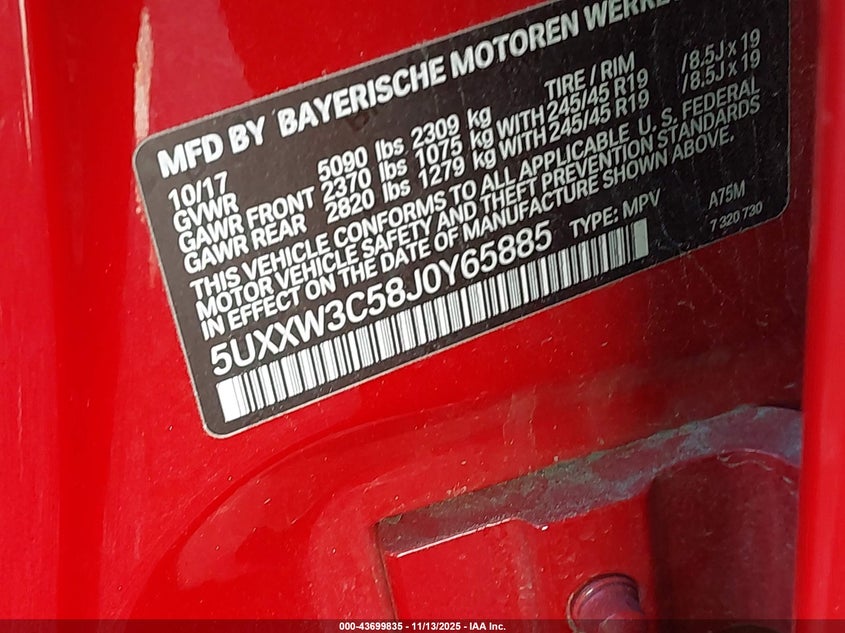 MFD BY BAYERISCHE MOTOREN
10/17
GVWR 5090 lbs 2309 kg TIRE / RIM
GAWR FRONT 2370 lbs 1075 kg WITH 245/45 R19 /8.5J x 19
GAWR REAR 2820 lbs 1279 kg WITH 245/45 R19 /8.5J x 19
THIS VEHICLE CONFORMS TO ALL APPLICABLE U. S. FEDERAL
MOTOR VEHICLE SAFETY AND THEFT PREVENTION STANDARDS
IN EFFECT ON THE DATE OF MANUFACTURE SHOWN ABOVE.
5UXXW3C58J0Y65885 TYPE: MPV A75M
7 320 730
000-43699835 - 11/13/2025 - IAA Inc.